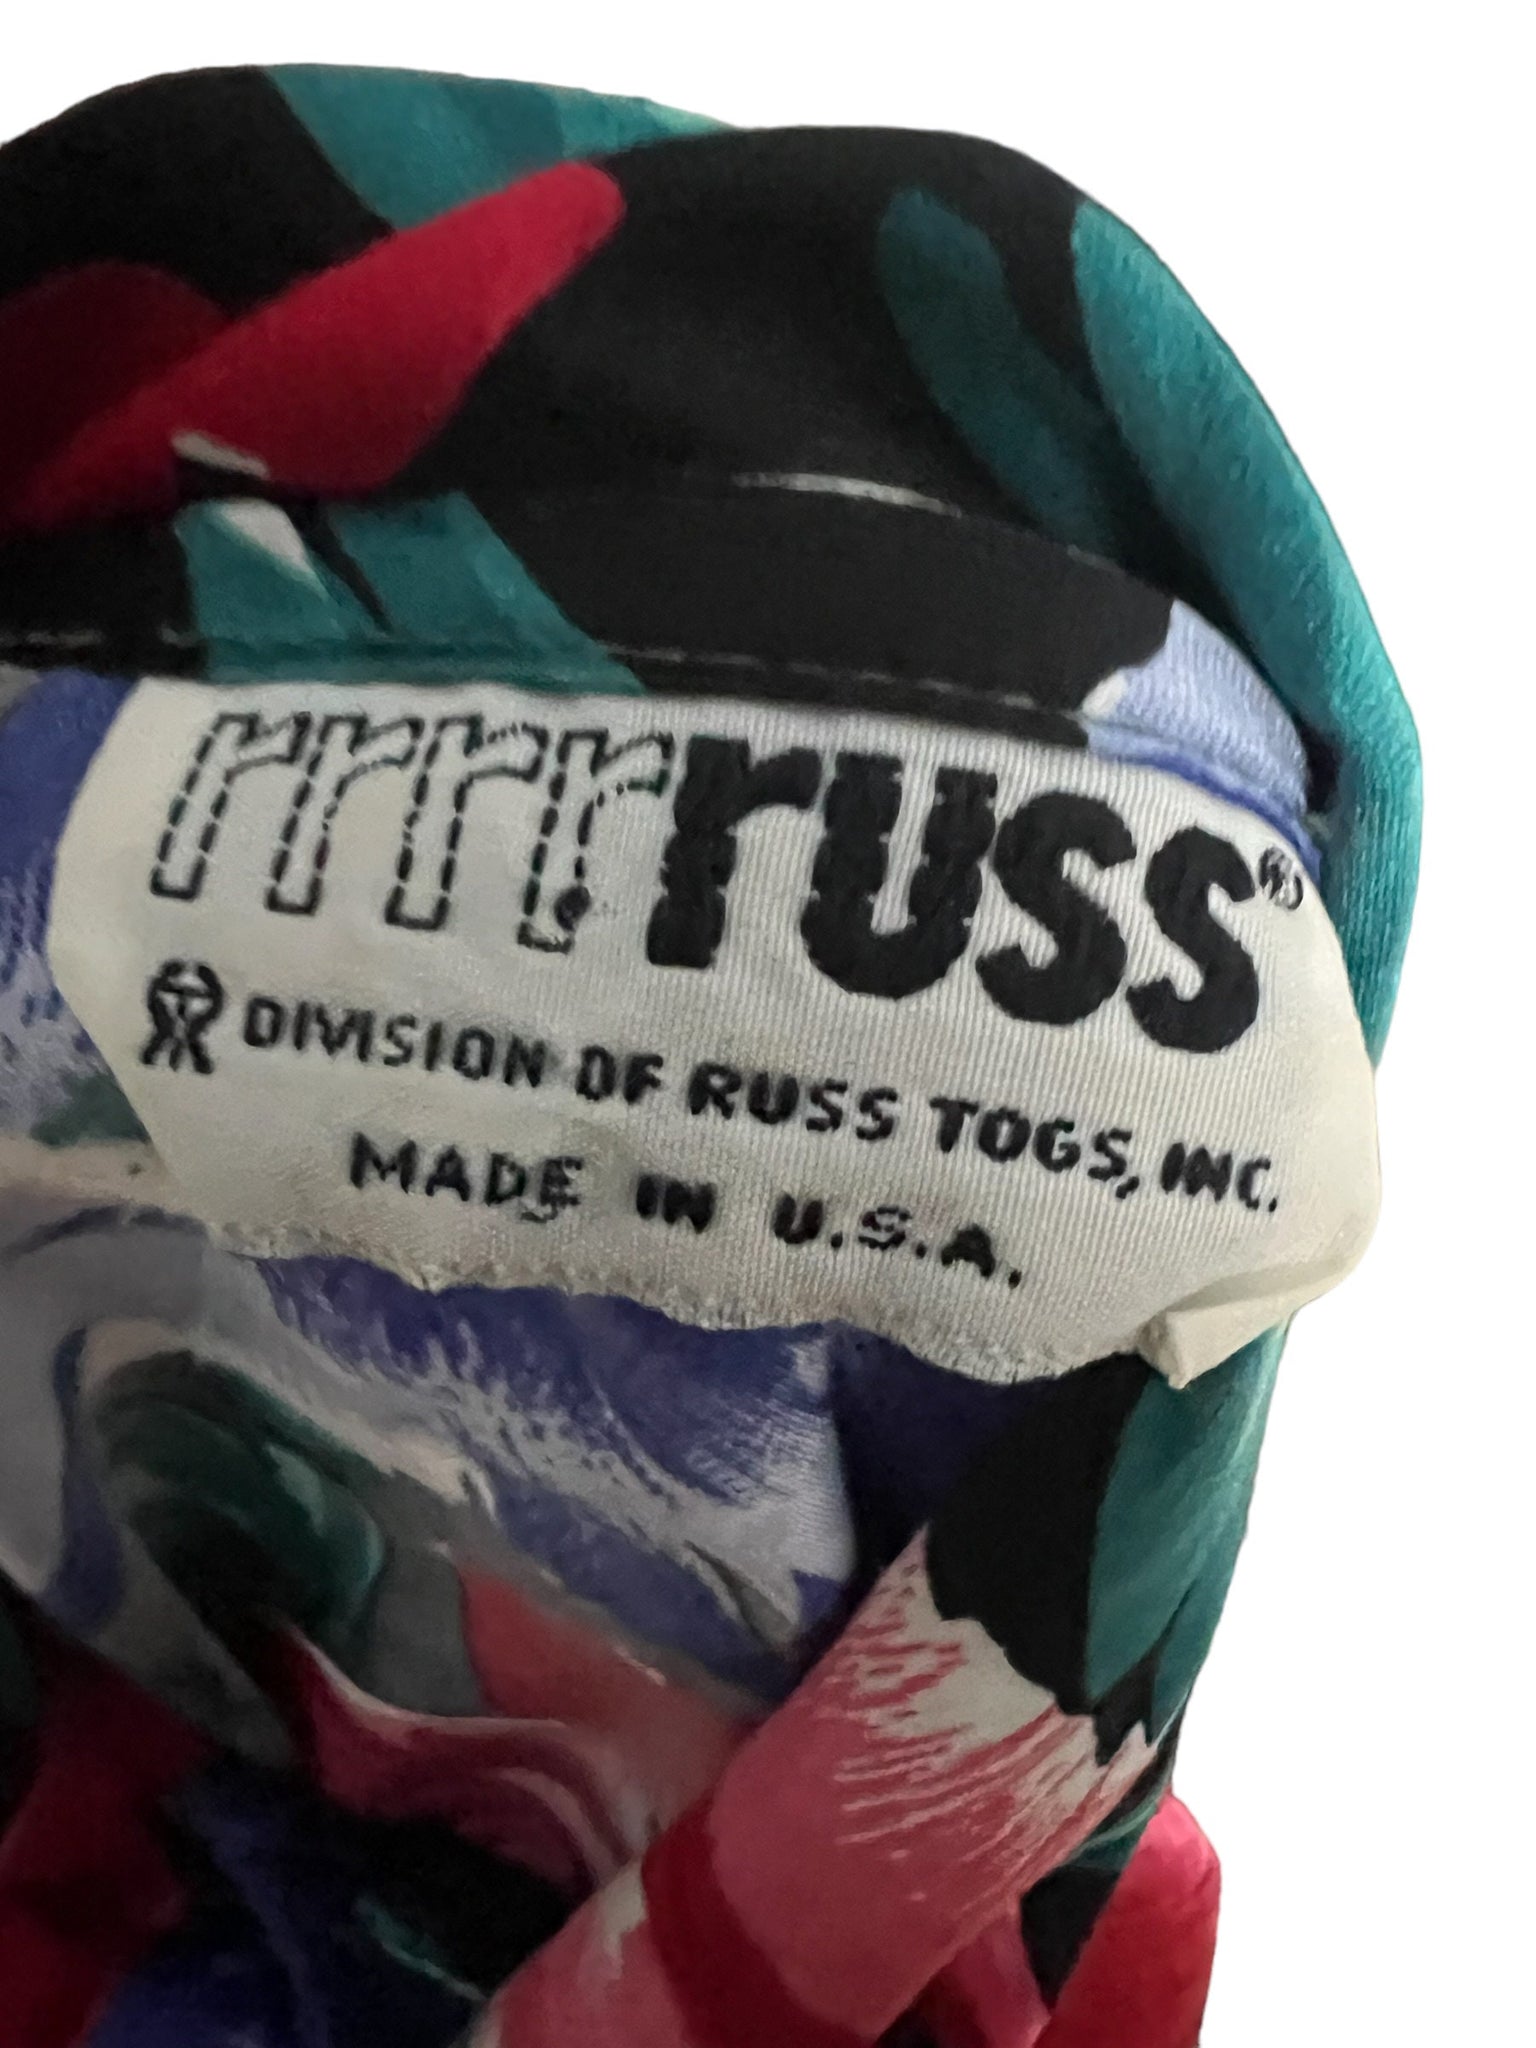 rrrrruss®
DIVISION OF RUSS TOGS, INC.
MADE IN U.S.A.